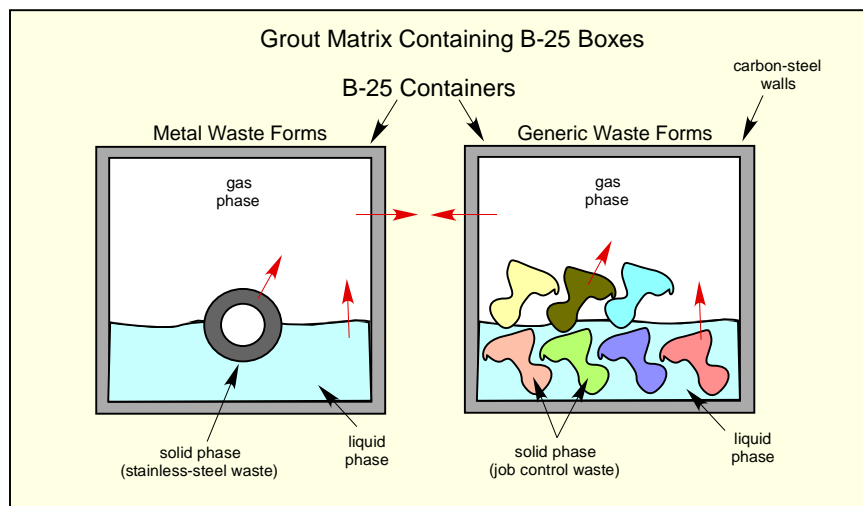 Grout Matrix Containing B-25 Boxes
carbon-steel
walls
B-25 Containers
Metal Waste Forms
Generic Waste Forms
gas
phase
gas
phase
solid phase
(stainless-steel waste)
liquid
phase
solid phase
(job control waste)
liquid
phase